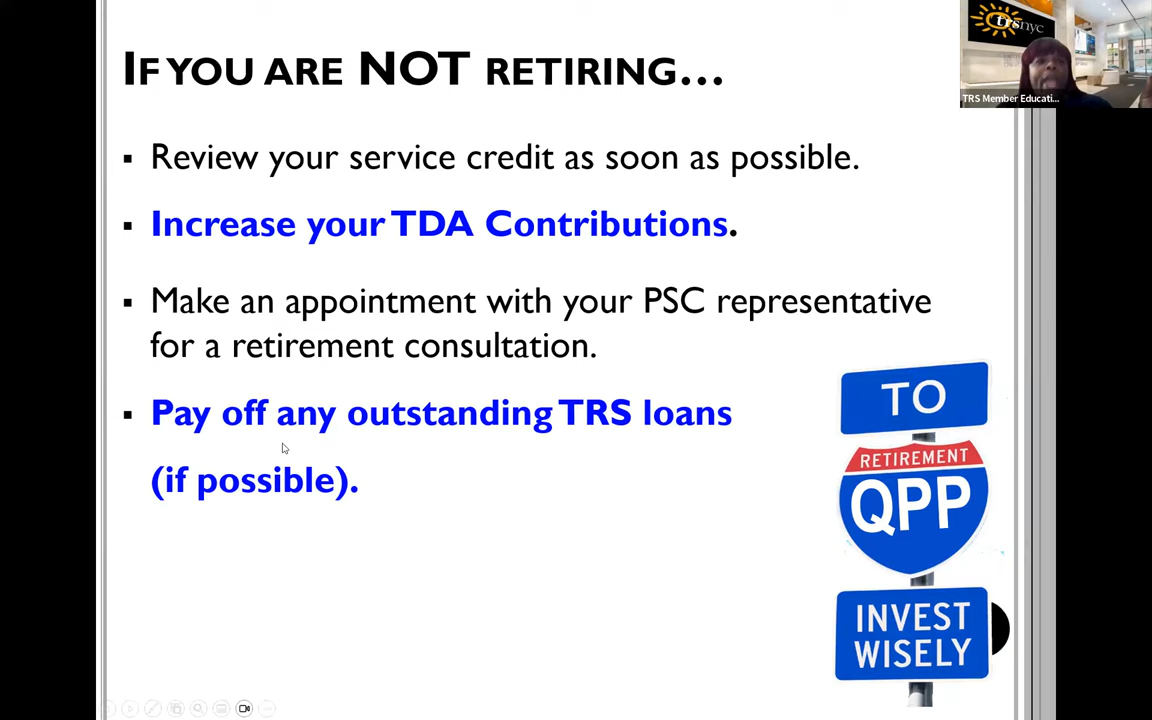 IF YOU ARE NOT RETIRING…
trsnyc
TRS Member Educati...
▪ Review your service credit as soon as possible.
▪ Increase your TDA Contributions.
▪ Make an appointment with your PSC representative
for a retirement consultation.
▪ Pay off any outstanding TRS loans
(if possible).
TO
RETIREMENT
QPP
INVEST
WISELY